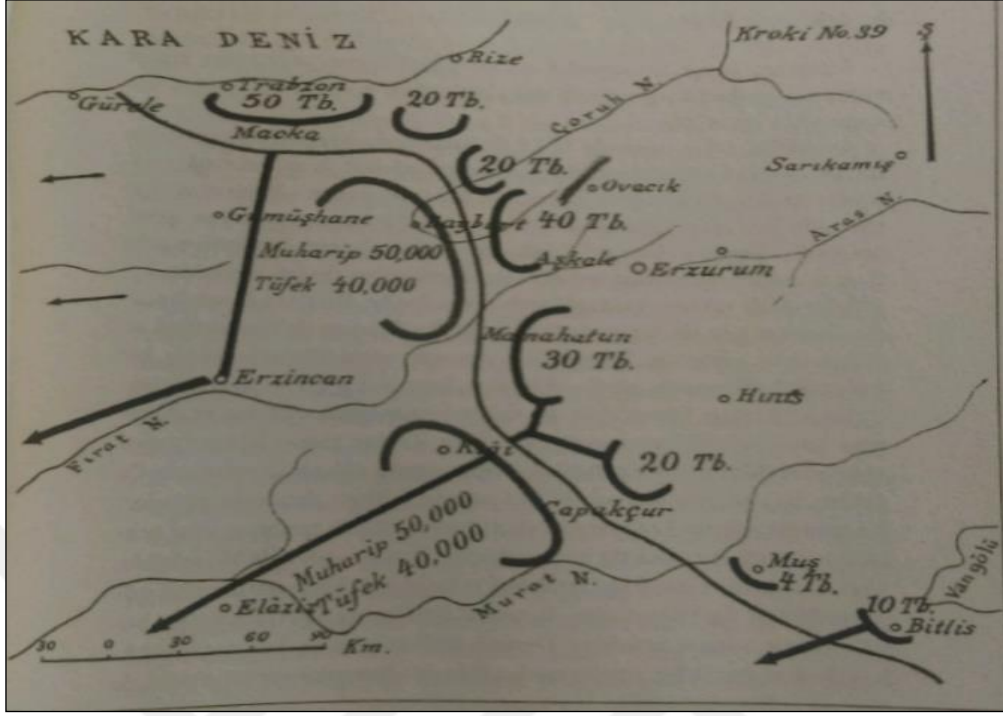 KARA DENİZ
Kroki No. 39
Ş
Rize
Trabzon
Gürele
50 Tb.
20 Tb.
Maçka
Çoruh N.
20 Tb.
Sarıkamış
Ovacık
Gümüşhane
Bayburt
40 Tb.
Aras N.
Muharip 50,000
Aşkale
Erzurum
Tüfek 40,000
Mamahatun
30 Tb.
Erzincan
Hınıs
Fırat N.
Kiğı
20 Tb.
Çapakçur
Muharip 50,000
Tüfek 40,000
Muş
4 Tb.
Murat N.
Vangölü
Elâziz
10 Tb.
Bitlis
30 0 30 60 90 Km.